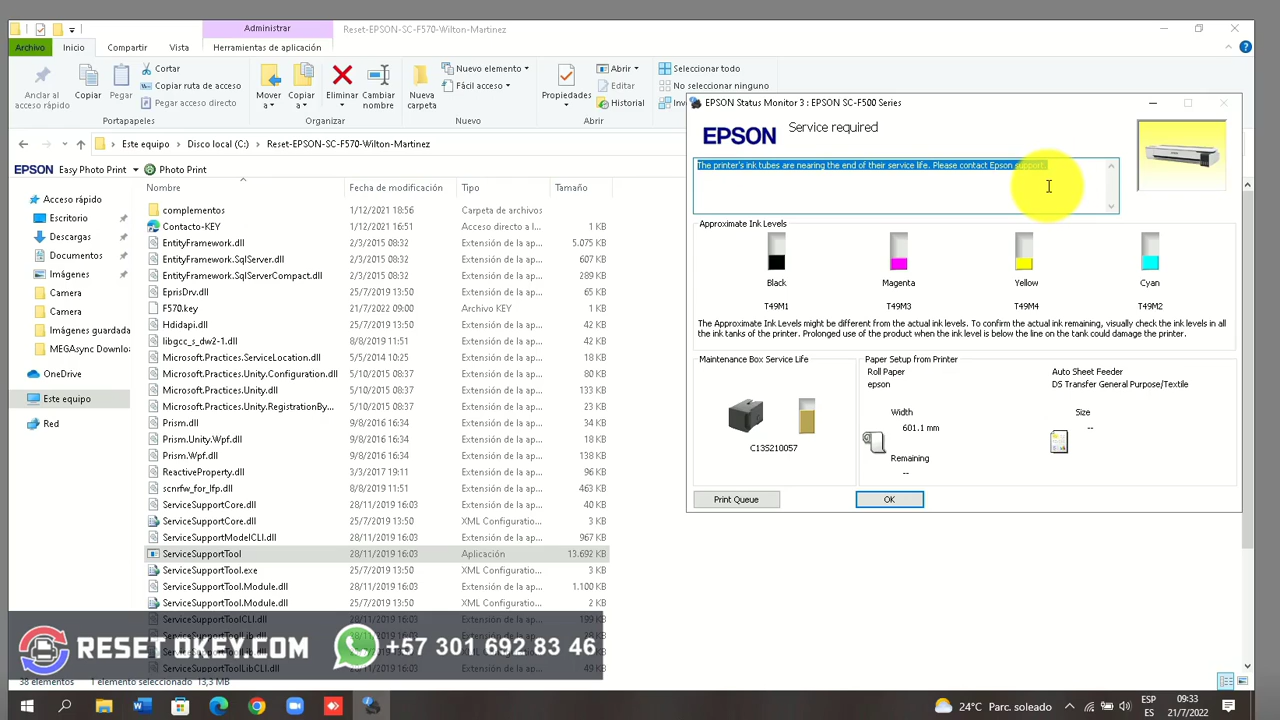 Administrar
Reset-EPSON-SC-F570-Wilton-Martinez
Archivo
Inicio
Compartir
Vista
Herramientas de aplicación
Anclar al
acceso rápido
Copiar
Pegar
Cortar
Copiar ruta de acceso
Pegar acceso directo
Mover
a
Copiar
a
Eliminar
Cambiar
nombre
Nueva
carpeta
Nuevo elemento
Fácil acceso
Propiedades
Abrir
Editar
Historial
Seleccionar todo
No seleccionar ninguno
Portapapeles
Organizar
Nuevo
Abrir
Este equipo > Disco local (C:) > Reset-EPSON-SC-F570-Wilton-Martinez
EPSON Easy Photo Print
Photo Print
Nombre
Fecha de modificación
Tipo
Tamaño
Acceso rápido
Escritorio
Descargas
Documentos
Imágenes
Camera
Camera
Imágenes guardada
MEGAsync Downlo
OneDrive
Este equipo
Red
complementos 1/12/2021 18:56 Carpeta de archivos
Contacto-KEY 1/12/2021 16:51 Acceso directo a l... 1 KB
EntityFramework.dll 2/3/2015 08:32 Extensión de la ap... 5.075 KB
EntityFramework.SqlServer.dll 2/3/2015 08:32 Extensión de la ap... 607 KB
EntityFramework.SqlServerCompact.dll 2/3/2015 08:32 Extensión de la ap... 289 KB
EprisDrv.dll 25/7/2019 13:50 Extensión de la ap... 65 KB
F570.key 21/7/2022 09:00 Archivo KEY 1 KB
Hdidapi.dll 25/7/2019 13:50 Extensión de la ap... 42 KB
libgcc_s_dw2-1.dll 8/8/2019 11:51 Extensión de la ap... 42 KB
Microsoft.Practices.ServiceLocation.dll 5/5/2014 10:25 Extensión de la ap... 18 KB
Microsoft.Practices.Unity.Configuration.dll 5/10/2015 08:37 Extensión de la ap... 80 KB
Microsoft.Practices.Unity.dll 5/10/2015 08:37 Extensión de la ap... 133 KB
Microsoft.Practices.Unity.RegistrationBy... 5/10/2015 08:37 Extensión de la ap... 23 KB
Prism.dll 9/8/2016 16:34 Extensión de la ap... 34 KB
Prism.Unity.Wpf.dll 9/8/2016 16:34 Extensión de la ap... 38 KB
Prism.Wpf.dll 9/8/2016 16:34 Extensión de la ap... 138 KB
ReactiveProperty.dll 3/3/2017 19:11 Extensión de la ap... 96 KB
scnrfw_for_lfp.dll 8/8/2019 11:51 Extensión de la ap... 463 KB
ServiceSupportCore.dll 28/11/2019 16:03 Extensión de la ap... 40 KB
ServiceSupportCore.dll 25/7/2019 13:50 XML Configuratio... 3 KB
ServiceSupportModelCLI.dll 28/11/2019 16:03 Extensión de la ap... 967 KB
ServiceSupportTool 28/11/2019 16:03 Aplicación 13.692 KB
ServiceSupportTool.exe 25/7/2019 13:50 XML Configuratio... 3 KB
ServiceSupportTool.Module.dll 28/11/2019 16:03 Extensión de la ap... 1.100 KB
ServiceSupportTool.Module.dll 25/7/2019 13:50 XML Configuratio... 2 KB
ServiceSupportToolCLI.dll 28/11/2019 16:03 Extensión de la ap... 199 KB
38 elementos 1 elemento seleccionado 13,3 MB
EPSON Status Monitor 3 : EPSON SC-F500 Series
EPSON
Service required
The printer's ink tubes are nearing the end of their service life. Please contact Epson support.
Approximate Ink Levels
Black
Magenta
Yellow
Cyan
T49M1
T49M3
T49M4
T49M2
The Approximate Ink Levels might be different from the actual ink levels. To confirm the actual ink remaining, visually check the ink levels in all
the ink tanks. Prolonged use of the product when the ink level is below the line on the tank could damage the printer.
Maintenance Box Service Life
C13S210057
Paper Setup from Printer
Roll Paper
epson
Width
601.1 mm
Remaining
--
Auto Sheet Feeder
DS Transfer General Purpose/Textile
Size
--
Print Queue
OK
RESET OKEY.COM
+57 301 692 83 46
24°C Parc. soleado
ESP
ES
09:33
21/7/2022